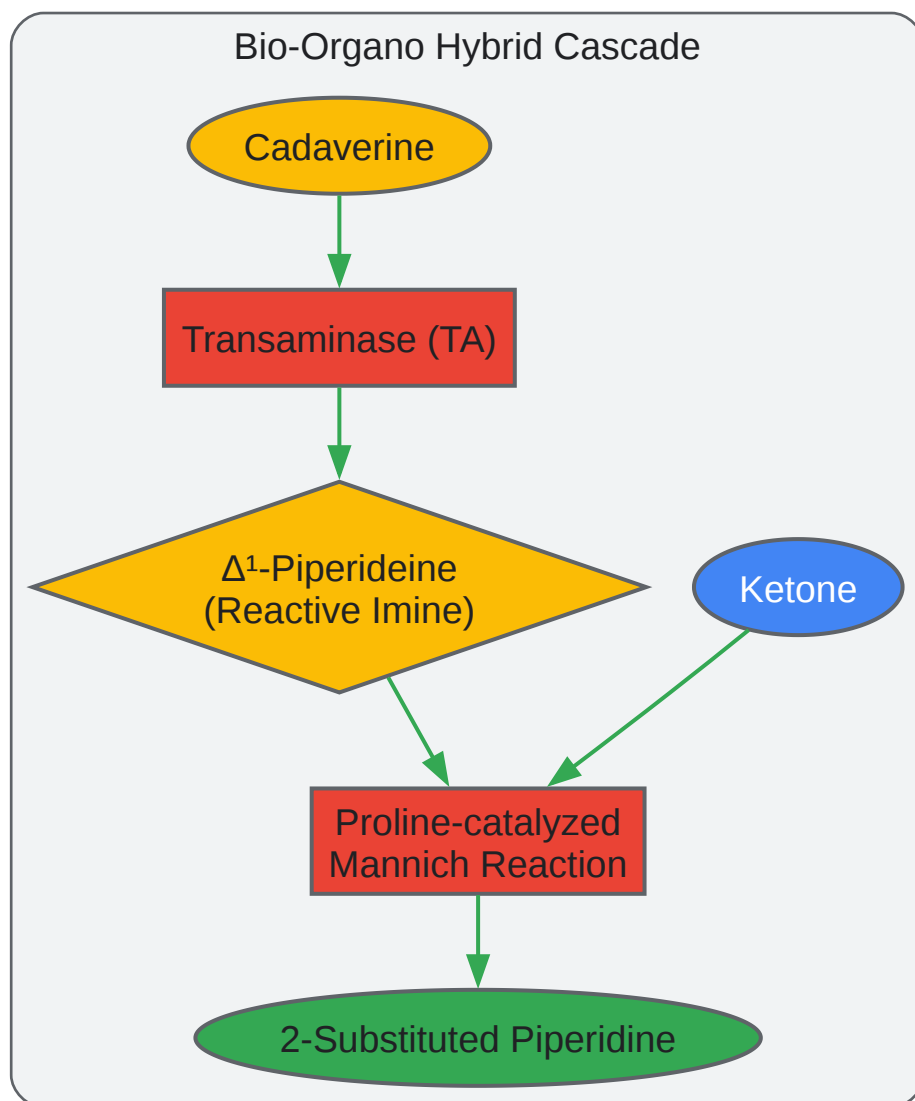 Bio-Organo Hybrid Cascade
Cadaverine
Transaminase (TA)
Δ¹-Piperideine
(Reactive Imine)
Ketone
Proline-catalyzed
Mannich Reaction
2-Substituted Piperidine